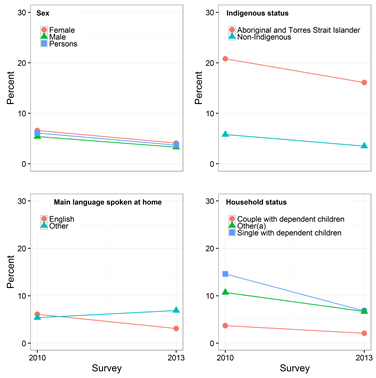 Sex
Female
Male
Persons
Percent
30
20
10
0
Indigenous status
Aboriginal and Torres Strait Islander
Non-Indigenous
Percent
30
20
10
0
Main language spoken at home
English
Other
Percent
30
20
10
0
2010
2013
Survey
Household status
Couple with dependent children
Other(a)
Single with dependent children
30
20
10
0
2010
2013
Survey